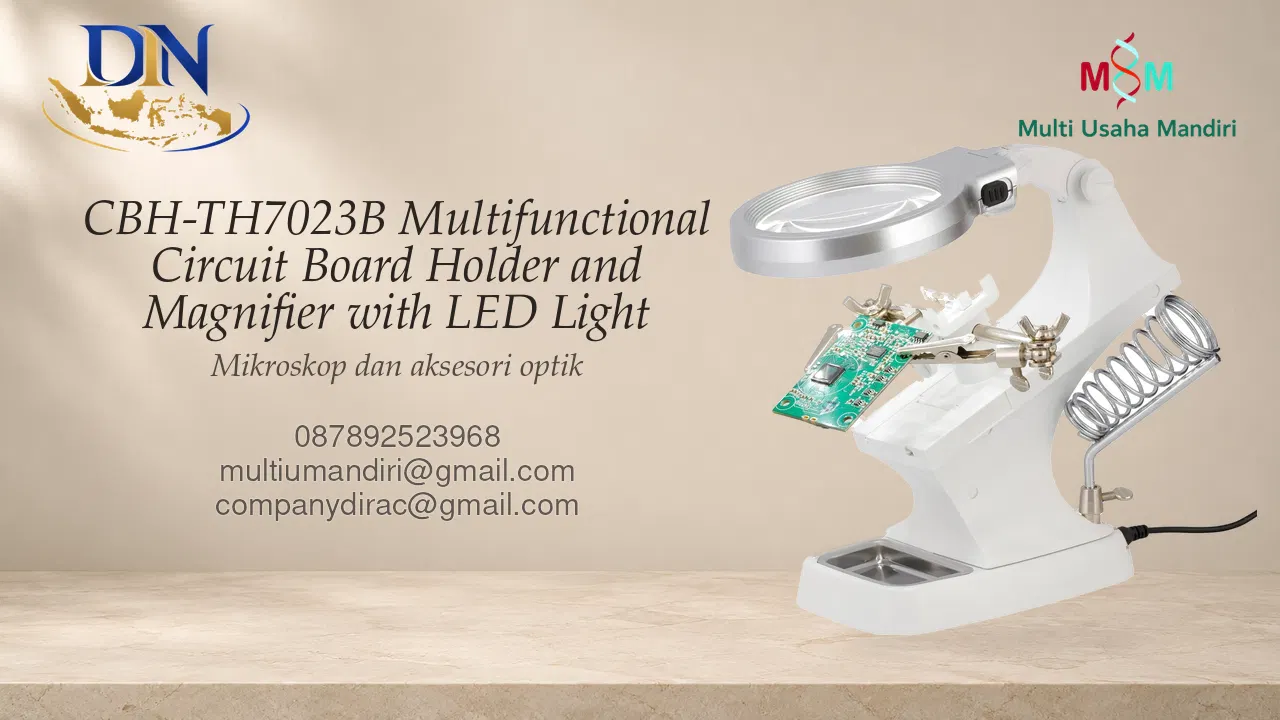 DN
M M
Multi Usaha Mandiri
CBH-TH7023B Multifunctional
Circuit Board Holder and
Magnifier with LED Light
Mikroskop dan aksesori optik
087892523968
multiumandiri@gmail.com
companydirac@gmail.com